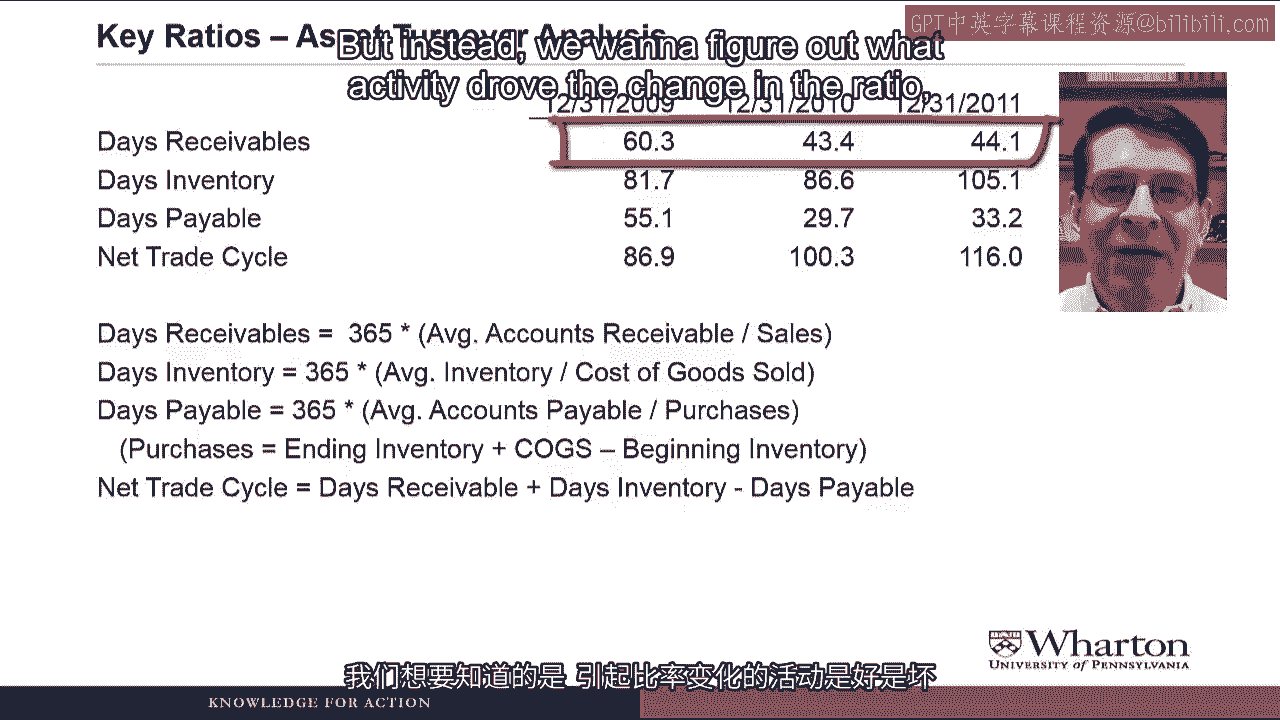 GPT中英字幕课程资源@bilibili.com
Key Ratios – Asset Turnover Analysis
But instead, we wanna figure out what
activity drove the change in the ratio,
12/31/2009 12/31/2010 12/31/2011
Days Receivables 60.3 43.4 44.1
Days Inventory 81.7 86.6 105.1
Days Payable 55.1 29.7 33.2
Net Trade Cycle 86.9 100.3 116.0
Days Receivables = 365 * (Avg. Accounts Receivable / Sales)
Days Inventory = 365 * (Avg. Inventory / Cost of Goods Sold)
Days Payable = 365 * (Avg. Accounts Payable / Purchases)
(Purchases = Ending Inventory + COGS – Beginning Inventory)
Net Trade Cycle = Days Receivable + Days Inventory - Days Payable
Wharton
UNIVERSITY of PENNSYLVANIA
我们想要知道的是 引起比率变化的活动是好是坏
KNOWLEDGE FOR ACTION